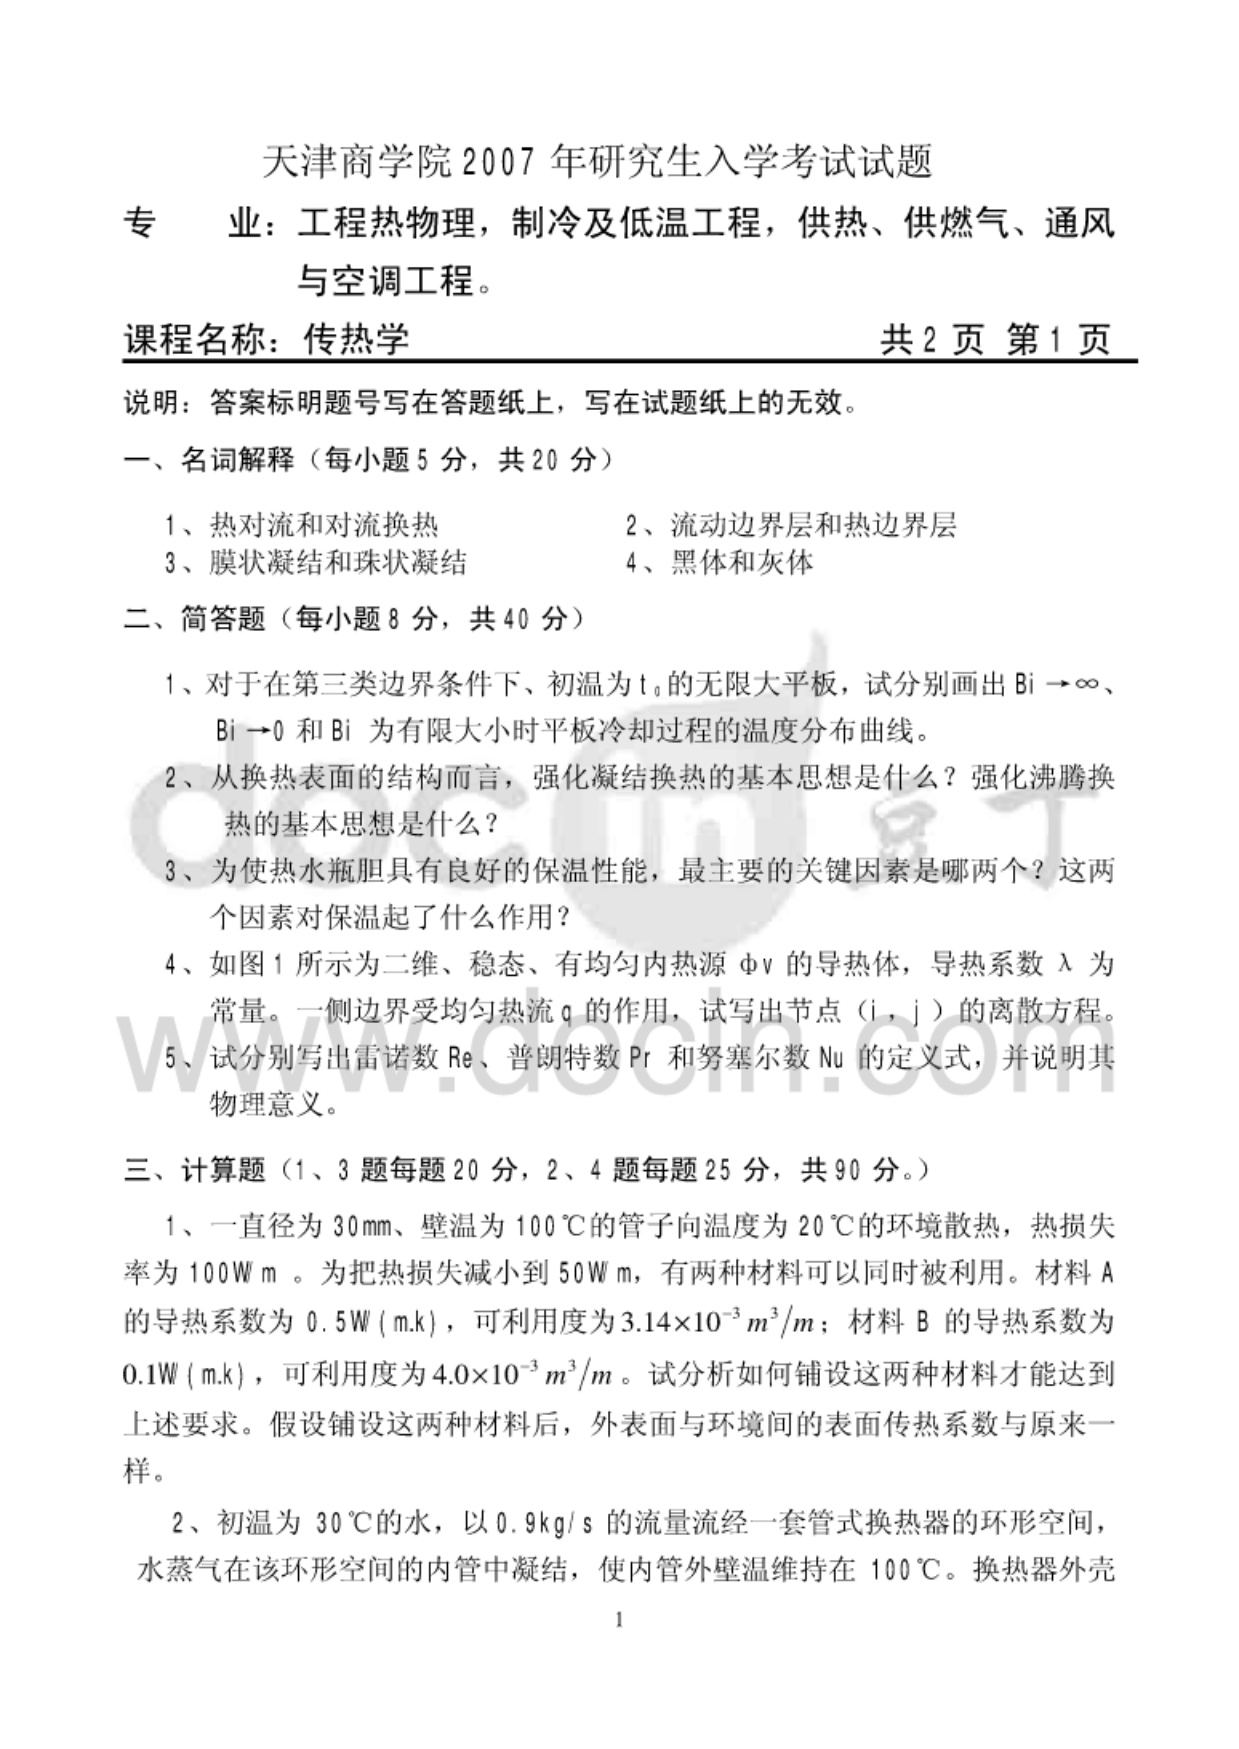 天津商学院2007 年研究生入学考试试题
专 业：工程热物理，制冷及低温工程，供热、供燃气、通风
与空调工程。
课程名称：传热学 共2 页 第1 页
说明：答案标明题号写在答题纸上，写在试题纸上的无效。
一、名词解释（每小题5 分，共20 分）
1、热对流和对流换热 2、流动边界层和热边界层
3、膜状凝结和珠状凝结 4、黑体和灰体
二、简答题（每小题8 分，共40 分）
1、对于在第三类边界条件下、初温为t₀的无限大平板，试分别画出Bi→∞、
Bi→0 和Bi 为有限大小时平板冷却过程的温度分布曲线。
2、从换热表面的结构而言，强化凝结换热的基本思想是什么？强化沸腾换
热的基本思想是什么？
3、为使热水瓶胆具有良好的保温性能，最主要的关键因素是哪两个？这两
个因素对保温起了什么作用？
4、如图1 所示为二维、稳态、有均匀内热源 Φv 的导热体，导热系数 λ 为
常量。一侧边界受均匀热流q 的作用，试写出节点（i，j）的离散方程。
5、试分别写出雷诺数Re、普朗特数Pr 和努塞尔数Nu 的定义式，并说明其
物理意义。
三、计算题（1、3 题每题20 分，2、4 题每题25 分，共90 分。）
1、一直径为30mm、壁温为100℃的管子向温度为20℃的环境散热，热损失
率为100W/m 。为把热损失减小到50W/m，有两种材料可以同时被利用。材料A
的导热系数为 0.5W/(m.k)，可利用度为3.14×10⁻³ m³/m；材料 B 的导热系数为
0.1W/(m.k)，可利用度为4.0×10⁻³ m³/m。试分析如何铺设这两种材料才能达到
上述要求。假设铺设这两种材料后，外表面与环境间的表面传热系数与原来一
样。
2、初温为 30℃的水，以0.9kg/s 的流量流经一套管式换热器的环形空间，
水蒸气在该环形空间的内管中凝结，使内管外壁温维持在 100℃。换热器外壳
1
docin 豆丁
www.docin.com